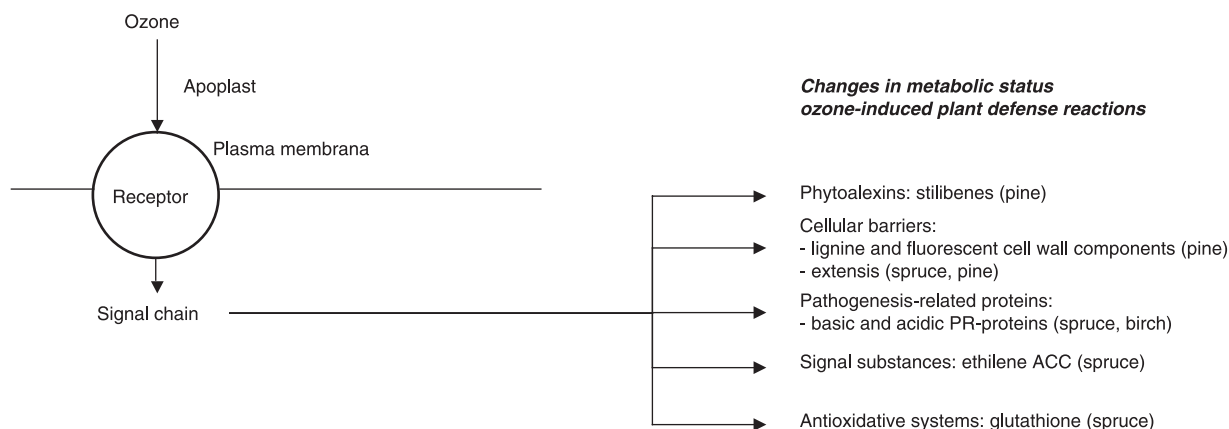 Ozone
Apoplast
Changes in metabolic status
ozone-induced plant defense reactions
Plasma membrana
Receptor
Phytoalexins: stilbenes (pine)
Cellular barriers:
- lignine and fluorescent cell wall components (pine)
- extensis (spruce, pine)
Signal chain
Pathogenesis-related proteins:
- basic and acidic PR-proteins (spruce, birch)
Signal substances: ethilene ACC (spruce)
Antioxidative systems: glutathione (spruce)